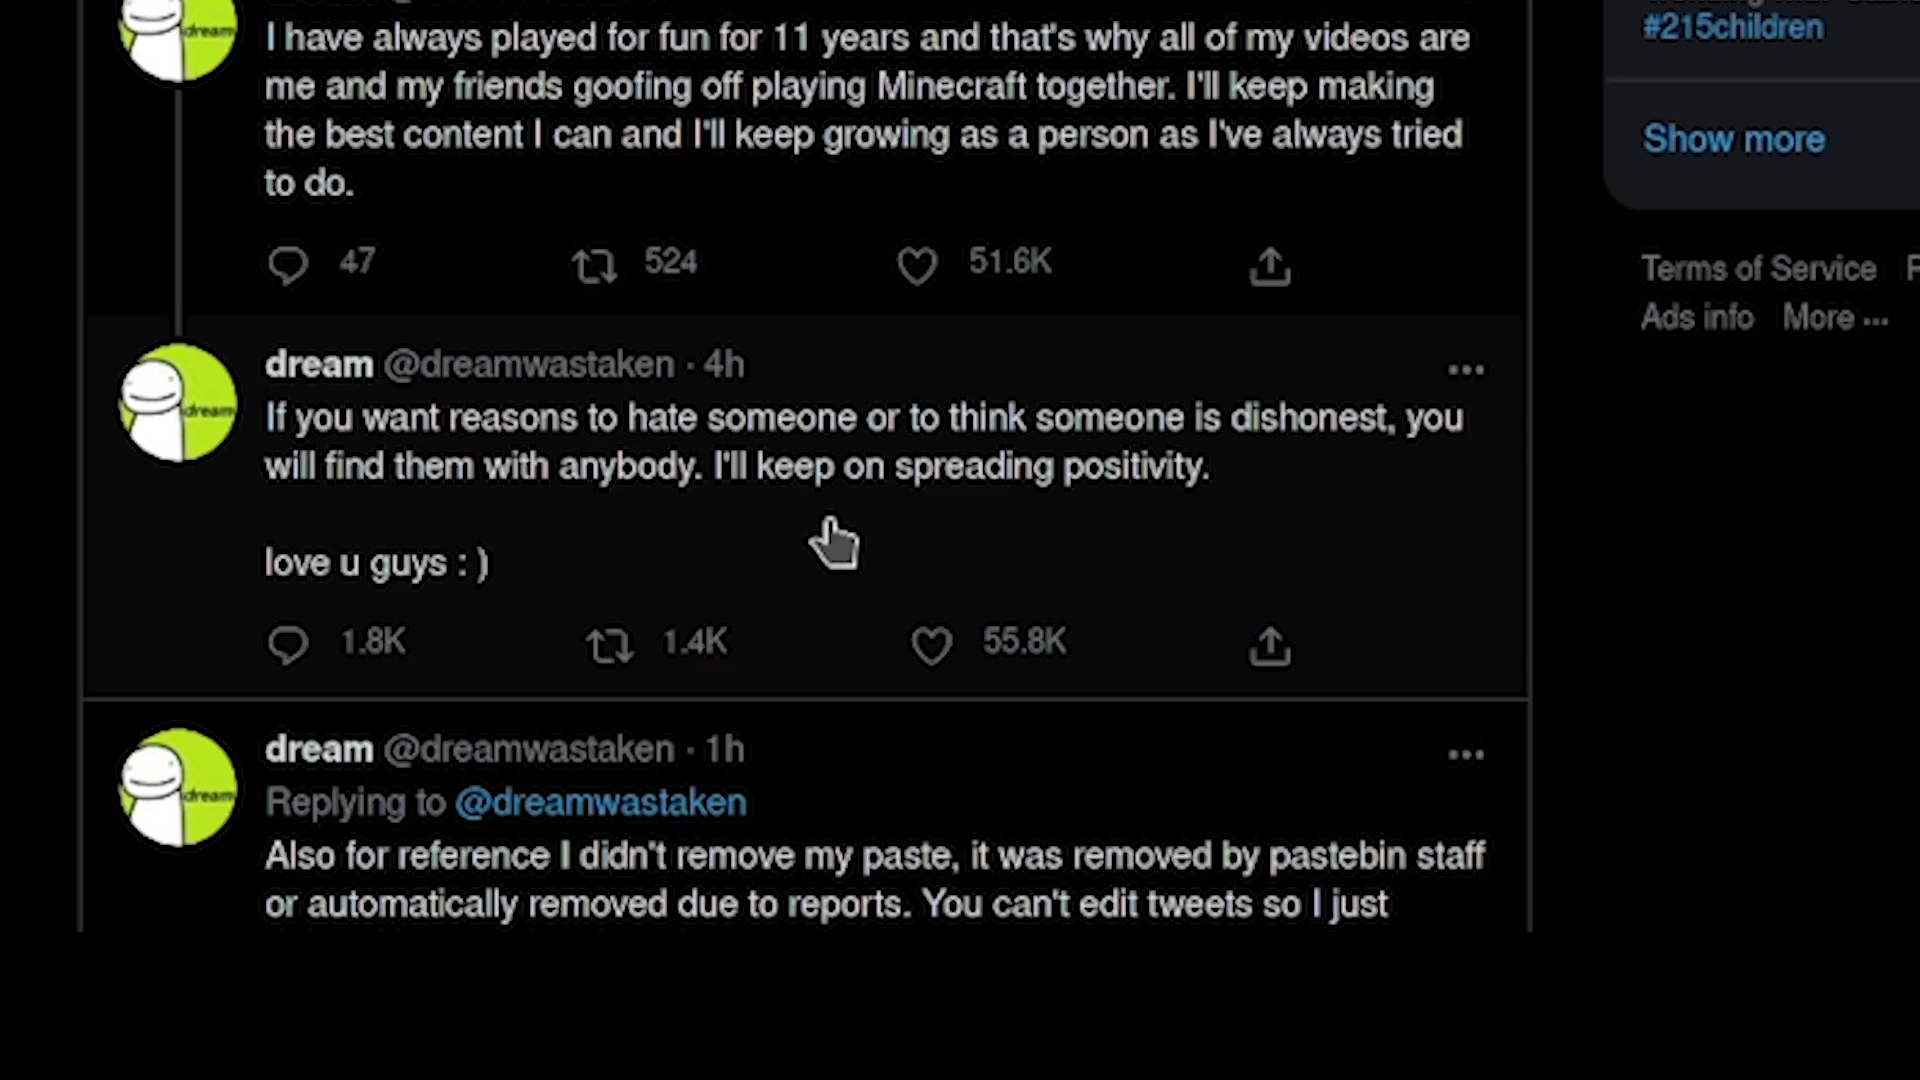 #215children
dream
I have always played for fun for 11 years and that's why all of my videos are
me and my friends goofing off playing Minecraft together. I'll keep making
the best content I can and I'll keep growing as a person as I've always tried
to do.
47 524 51.6K
Show more
Terms of Service
Ads info More ...
dream @dreamwastaken · 4h
dream
If you want reasons to hate someone or to think someone is dishonest, you
will find them with anybody. I'll keep on spreading positivity.
love u guys : )
1.8K 1.4K 55.8K
dream @dreamwastaken · 1h
dream
Replying to @dreamwastaken
Also for reference I didn't remove my paste, it was removed by pastebin staff
or automatically removed due to reports. You can't edit tweets so I just